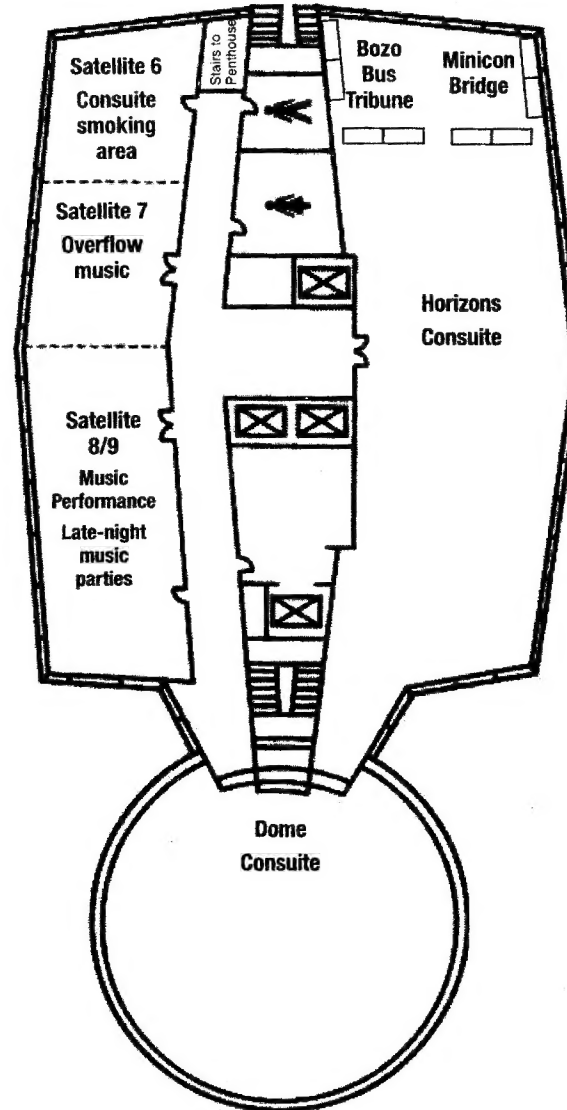 Satellite 6
Consuite
smoking
area
Stairs to
Penthouse
Bozo
Bus
Tribune
Minicon
Bridge
Satellite 7
Overflow
music
Horizons
Consuite
Satellite
8/9
Music
Performance
Late-night
music
parties
Dome
Consuite